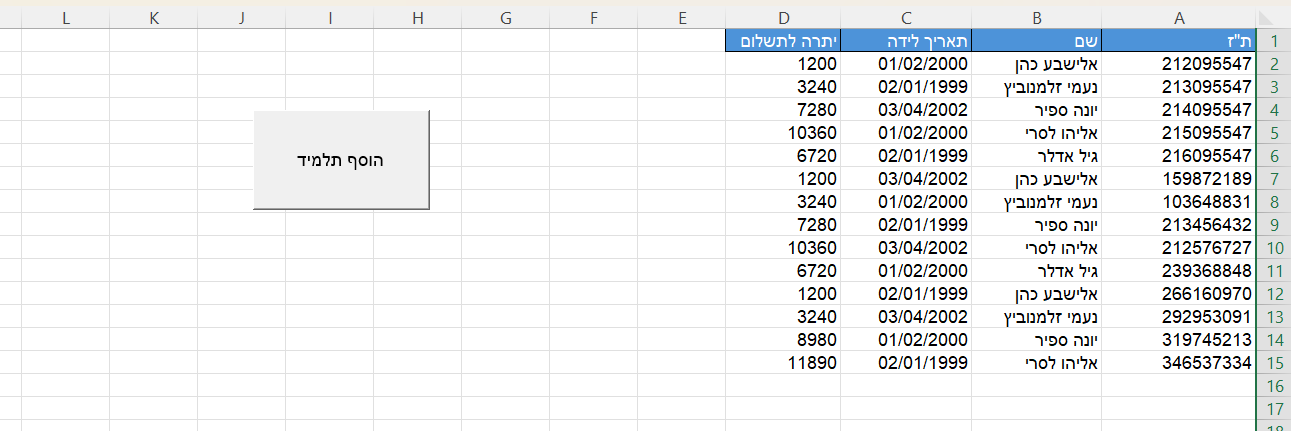 A B C D E F G H I J K L
1 ת"ז שם תאריך לידה יתרה לתשלום
2 212095547 אלישבע כהן 01/02/2000 1200
3 213095547 נעמי זלמנוביץ 02/01/1999 3240
4 214095547 יונה ספיר 03/04/2002 7280
5 215095547 אליהו לסרי 01/02/2000 10360
6 216095547 גיל אדלר 02/01/1999 6720
7 159872189 אלישבע כהן 03/04/2002 1200
8 103648831 נעמי זלמנוביץ 01/02/2000 3240
9 213456432 יונה ספיר 02/01/1999 7280
10 212576727 אליהו לסרי 03/04/2002 10360
11 239368848 גיל אדלר 01/02/2000 6720
12 266160970 אלישבע כהן 02/01/1999 1200
13 292953091 נעמי זלמנוביץ 03/04/2002 3240
14 319745213 יונה ספיר 01/02/2000 8980
15 346537334 אליהו לסרי 02/01/1999 11890
16
17
18
הוסף תלמיד